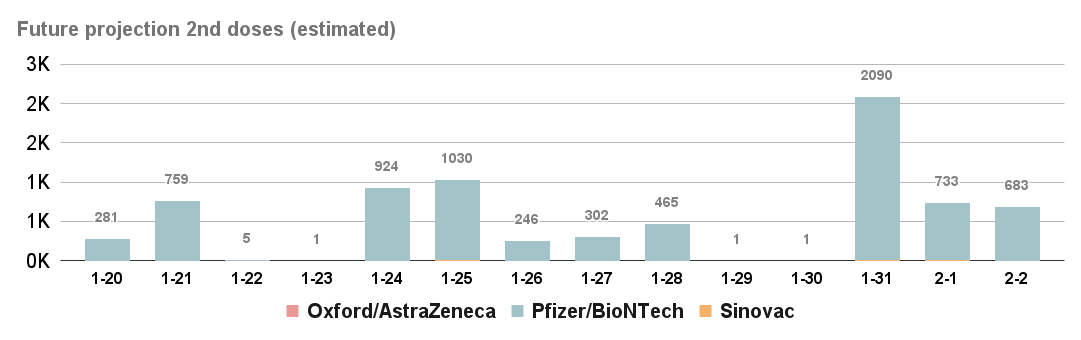 Future projection 2nd doses (estimated)
3K
2K
2K
1K
1K
0K
281
759
5
1
924
1030
246
302
465
1
1
2090
733
683
1-20 1-21 1-22 1-23 1-24 1-25 1-26 1-27 1-28 1-29 1-30 1-31 2-1 2-2
Oxford/AstraZeneca Pfizer/BioNTech Sinovac